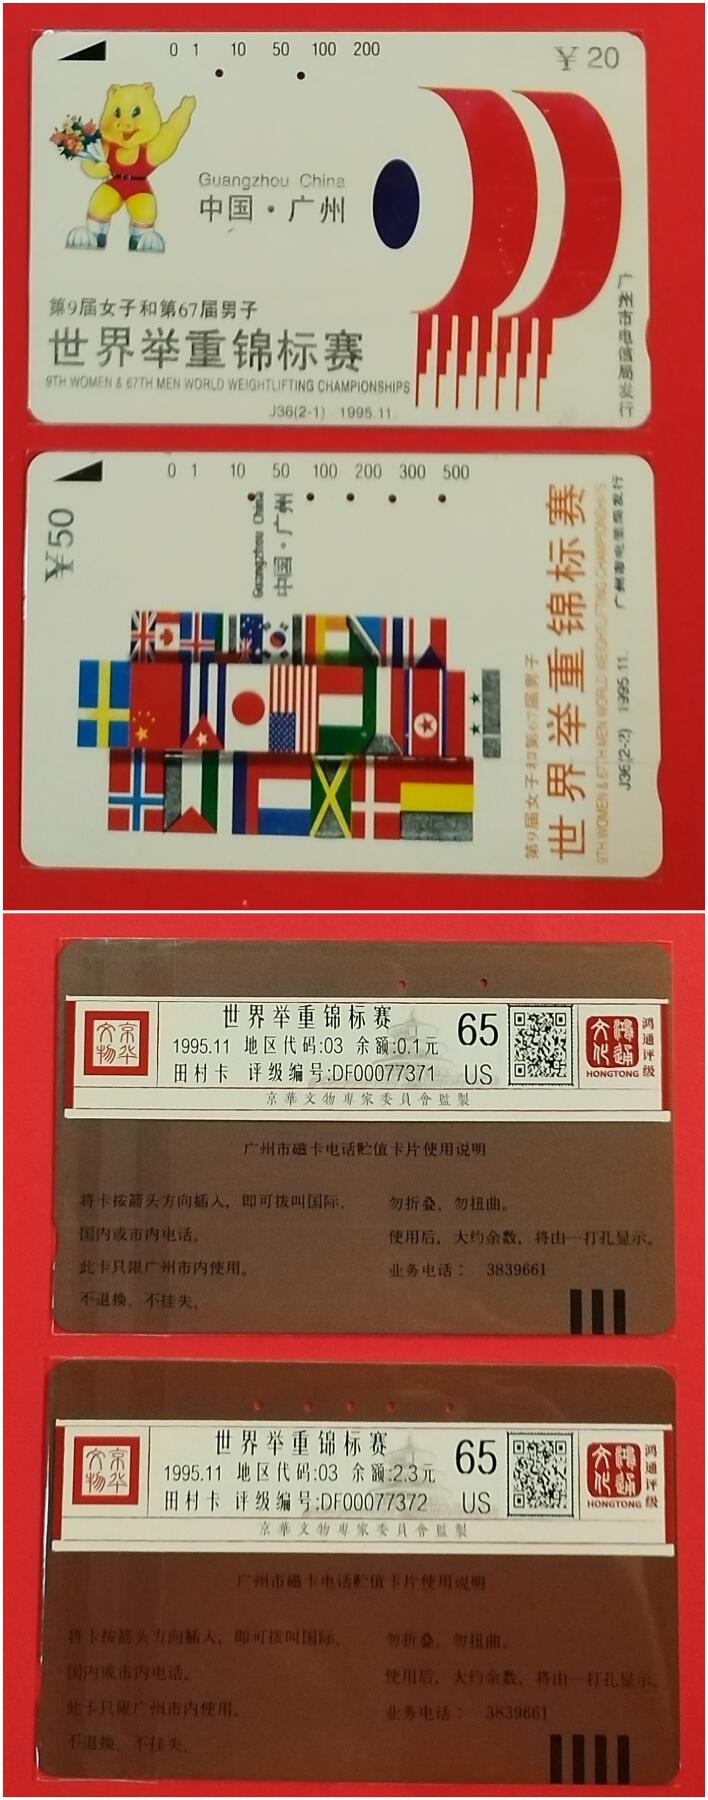 0 1 10 50 100 200
¥20
Guangzhou China
中国·广州
第9届女子和第67届男子
世界举重锦标赛
9TH WOMEN & 67TH MEN WORLD WEIGHTLIFTING CHAMPIONSHIPS
J36(2-1) 1995.11.
广州市电信局发行
0 1 10 50 100 200 300 500
¥50
Guangzhou China
中国·广州
第9届女子和第67届男子
世界举重锦标赛
9TH WOMEN & 67TH MEN WORLD WEIGHTLIFTING CHAMPIONSHIPS
J36(2-2) 1995.11.
广州市电信局发行
京华文物
世界举重锦标赛
1995.11 地区代码:03 余额:0.1元
田村卡 评级编号:DF00077371
65
US
鸿通文化
HONGTONG
鸿通评级
京華文物專家委員會監製
广州市磁卡电话贮值卡片使用说明
将卡按箭头方向插入，即可拨叫国际、
国内或市内电话。
此卡只限广州市内使用。
不退换、不挂失、
勿折叠、勿扭曲。
使用后，大约余数，将由一打孔显示。
业务电话： 3839661
京华文物
世界举重锦标赛
1995.11 地区代码:03 余额:2.3元
田村卡 评级编号:DF00077372
65
US
鸿通文化
HONGTONG
鸿通评级
京華文物專家委員會監製
广州市磁卡电话贮值卡片使用说明
将卡按箭头方向插入，即可拨叫国际、
国内或市内电话。
此卡只限广州市内使用。
不退换、不挂失、
勿折叠、勿扭曲。
使用后，大约余数，将由一打孔显示。
业务电话： 3839661